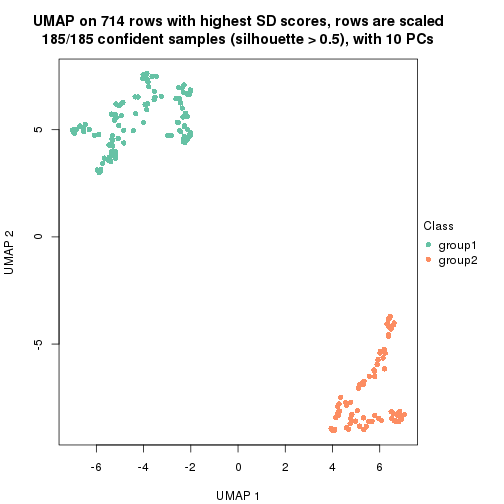 UMAP on 714 rows with highest SD scores, rows are scaled
185/185 confident samples (silhouette > 0.5), with 10 PCs
5
0
-5
UMAP 2
-6
-4
-2
0
2
4
6
UMAP 1
Class
group1
group2